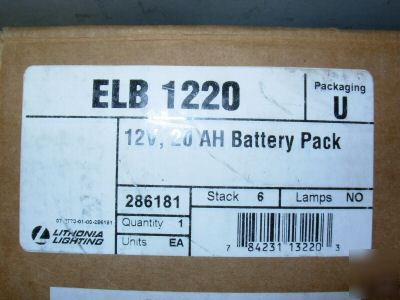 ELB 1220
Packaging
U
12V, 20 AH Battery Pack
286181
Stack 6
Lamps NO
Quantity 1
Units EA
LITHONIA
LIGHTING
7 84231 13220 3